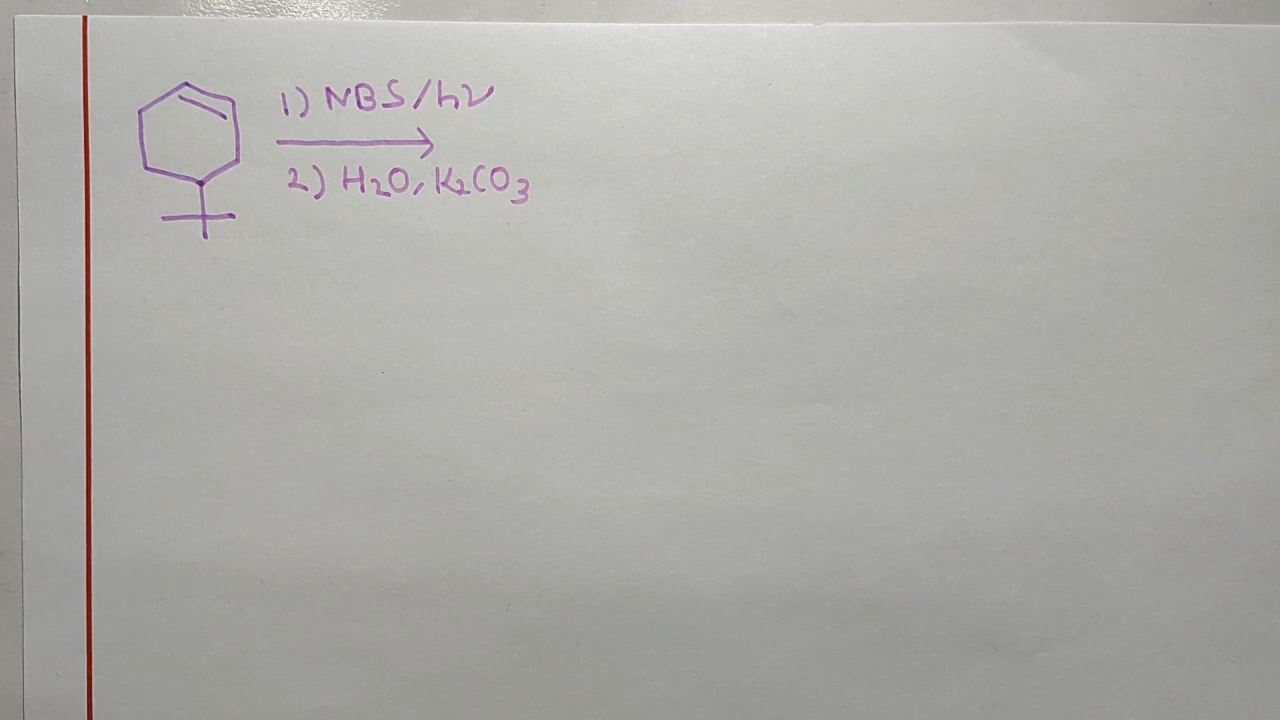 1) NBS/hν
2) H₂O, K₂CO₃